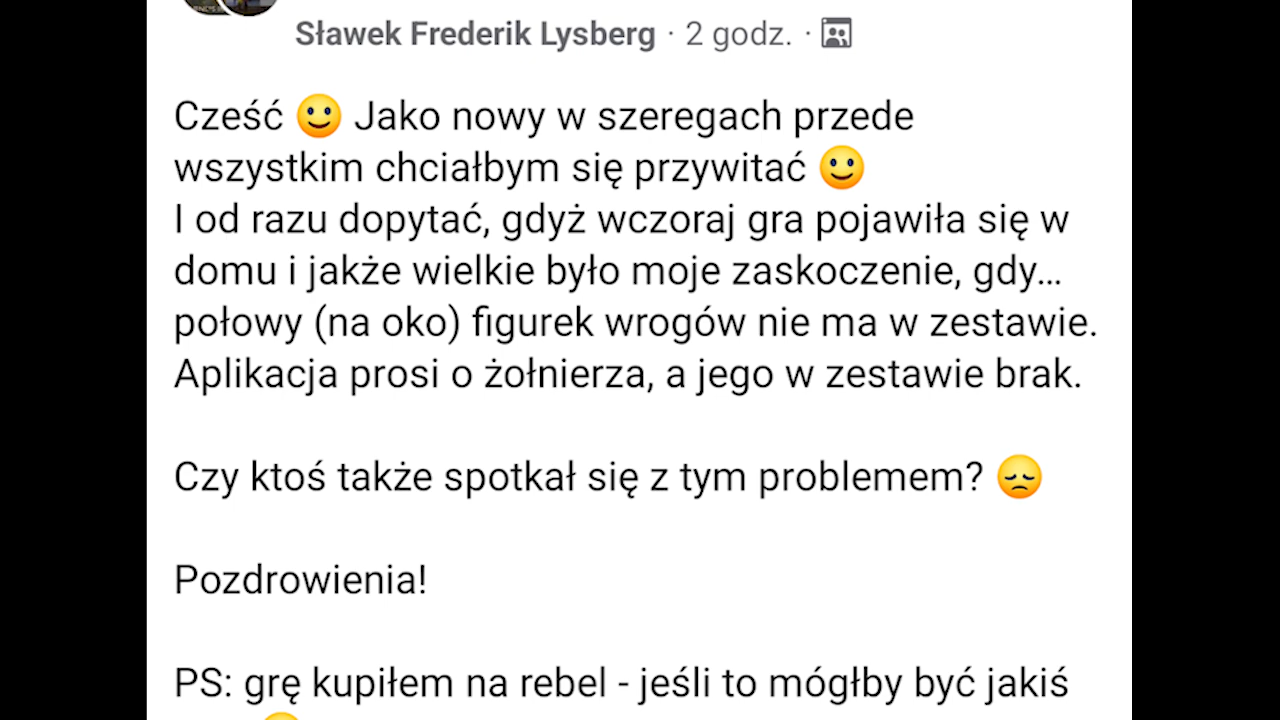 Sławek Frederik Lysberg · 2 godz. ·
Cześć 🙂 Jako nowy w szeregach przede
wszystkim chciałbym się przywitać 🙂
I od razu dopytać, gdyż wczoraj gra pojawiła się w
domu i jakże wielkie było moje zaskoczenie, gdy…
połowy (na oko) figurek wrogów nie ma w zestawie.
Aplikacja prosi o żołnierza, a jego w zestawie brak.
Czy ktoś także spotkał się z tym problemem? 😞
Pozdrowienia!
PS: grę kupiłem na rebel - jeśli to mógłby być jakiś